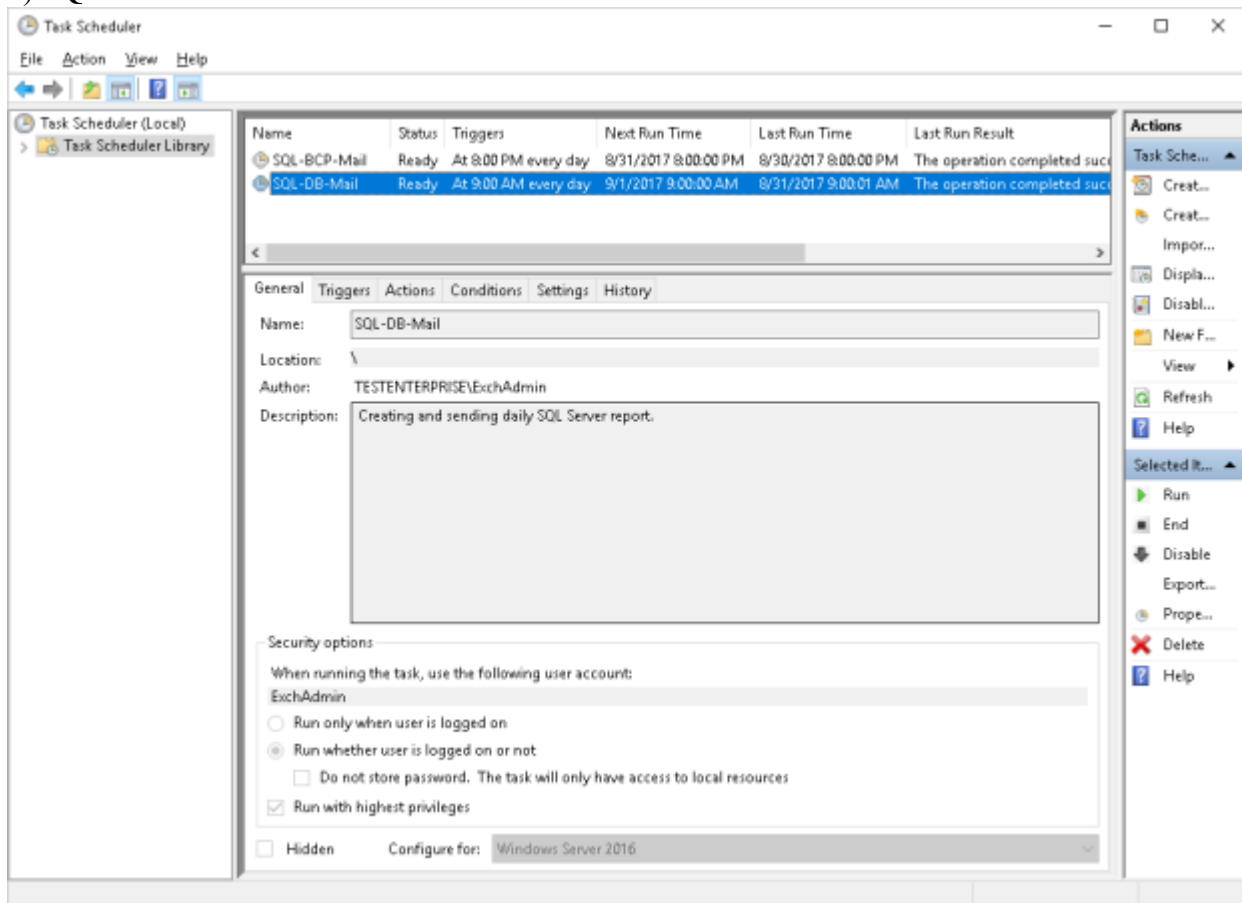 Task Scheduler
File Action View Help
Task Scheduler (Local)
Task Scheduler Library
Name Status Triggers Next Run Time Last Run Time Last Run Result
SQL-BCP-Mail Ready At 8:00 PM every day 8/31/2017 8:00:00 PM 8/30/2017 8:00:00 PM The operation completed succ
SQL-DB-Mail Ready At 9:00 AM every day 9/1/2017 9:00:00 AM 8/31/2017 9:00:01 AM The operation completed succ
General Triggers Actions Conditions Settings History
Name: SQL-DB-Mail
Location: \
Author: TESTENTERPRISE\ExchAdmin
Description: Creating and sending daily SQL Server report.
Security options
When running the task, use the following user account:
ExchAdmin
Run only when user is logged on
Run whether user is logged on or not
Do not store password. The task will only have access to local resources
Run with highest privileges
Hidden Configure for: Windows Server 2016
Actions
Task Sche...
Creat...
Creat...
Impor...
Displa...
Disabl...
New F...
View
Refresh
Help
Selected It...
Run
End
Disable
Export...
Prope...
Delete
Help